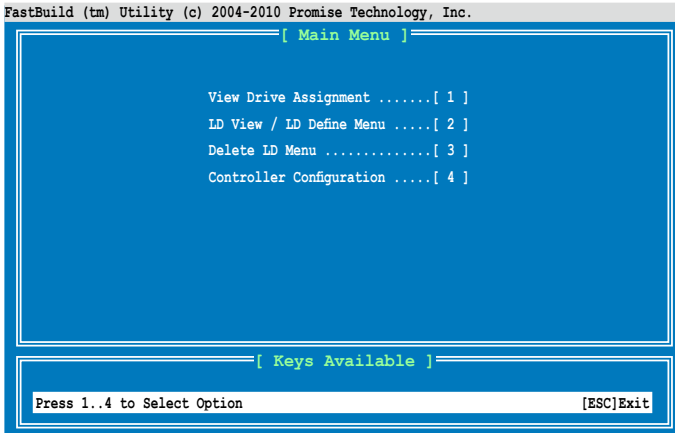 FastBuild (tm) Utility (c) 2004-2010 Promise Technology, Inc.
[ Main Menu ]
View Drive Assignment .......[ 1 ]
LD View / LD Define Menu .....[ 2 ]
Delete LD Menu ..............[ 3 ]
Controller Configuration .....[ 4 ]
[ Keys Available ]
Press 1..4 to Select Option [ESC]Exit